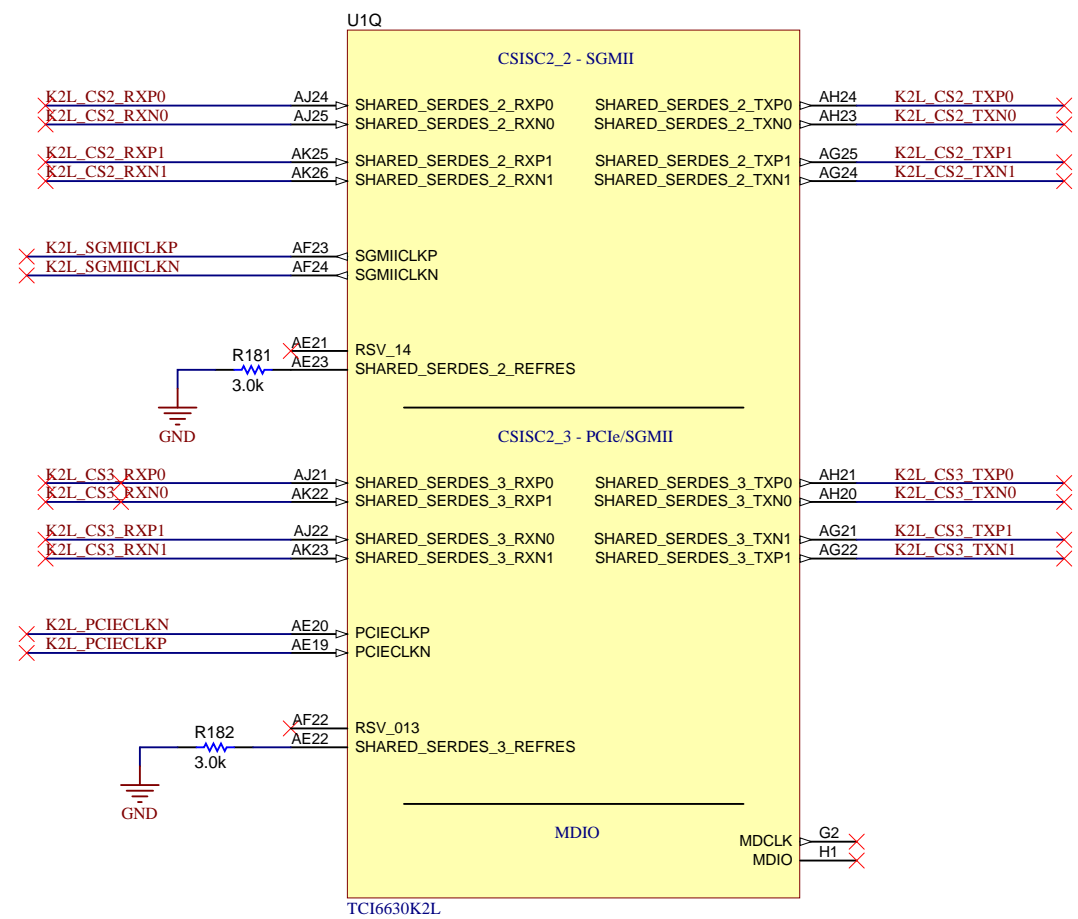 U1Q
CSISC2_2 - SGMII
K2L_CS2_RXP0 AJ24 SHARED_SERDES_2_RXP0 SHARED_SERDES_2_TXP0 AH24 K2L_CS2_TXP0
K2L_CS2_RXN0 AJ25 SHARED_SERDES_2_RXN0 SHARED_SERDES_2_TXN0 AH23 K2L_CS2_TXN0
K2L_CS2_RXP1 AK25 SHARED_SERDES_2_RXP1 SHARED_SERDES_2_TXP1 AG25 K2L_CS2_TXP1
K2L_CS2_RXN1 AK26 SHARED_SERDES_2_RXN1 SHARED_SERDES_2_TXN1 AG24 K2L_CS2_TXN1
K2L_SGMIICLKP AF23 SGMIICLKP
K2L_SGMIICLKN AF24 SGMIICLKN
AE21 RSV_14
R181 AE23 SHARED_SERDES_2_REFRES
3.0k
GND
CSISC2_3 - PCIe/SGMII
K2L_CS3_RXP0 AJ21 SHARED_SERDES_3_RXP0 SHARED_SERDES_3_TXP0 AH21 K2L_CS3_TXP0
K2L_CS3_RXN0 AK22 SHARED_SERDES_3_RXP1 SHARED_SERDES_3_TXN0 AH20 K2L_CS3_TXN0
K2L_CS3_RXP1 AJ22 SHARED_SERDES_3_RXN0 SHARED_SERDES_3_TXN1 AG21 K2L_CS3_TXP1
K2L_CS3_RXN1 AK23 SHARED_SERDES_3_RXN1 SHARED_SERDES_3_TXP1 AG22 K2L_CS3_TXN1
K2L_PCIECLKN AE20 PCIECLKP
K2L_PCIECLKP AE19 PCIECLKN
AF22 RSV_013
R182 AE22 SHARED_SERDES_3_REFRES
3.0k
GND
MDIO
MDCLK G2
MDIO H1
TCI6630K2L